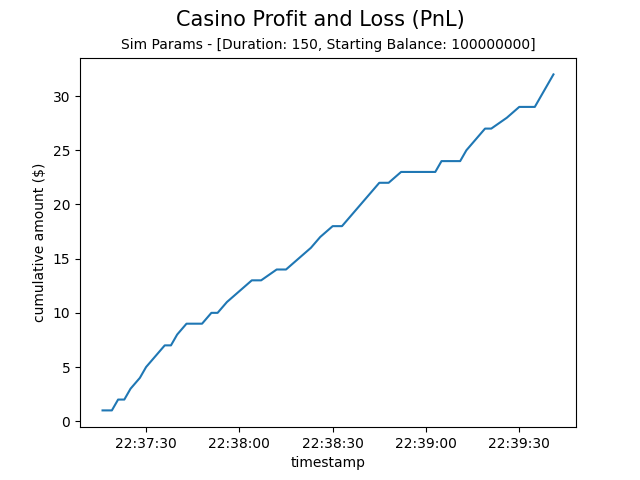 Casino Profit and Loss (PnL)
Sim Params - [Duration: 150, Starting Balance: 100000000]
cumulative amount ($)
30
25
20
15
10
5
0
22:37:30 22:38:00 22:38:30 22:39:00 22:39:30
timestamp